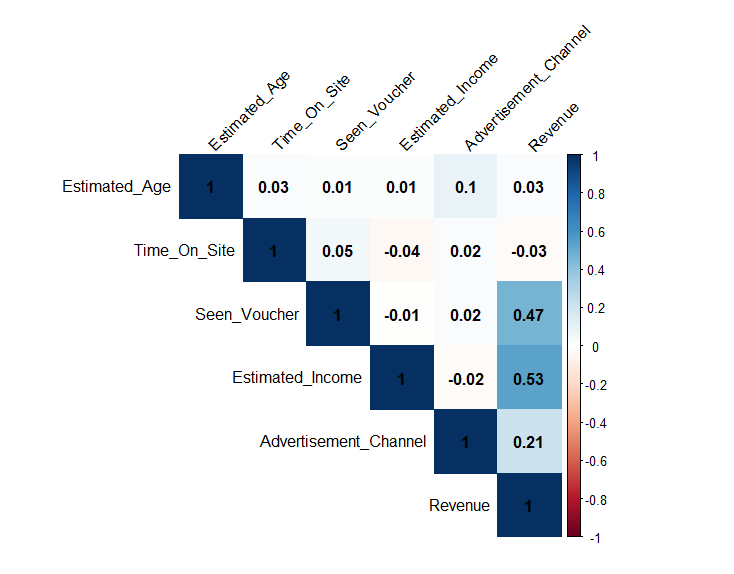 Estimated_Age
Time_On_Site
Seen_Voucher
Estimated_Income
Advertisement_Channel
Revenue
Estimated_Age 1 0.03 0.01 0.01 0.1 0.03
Time_On_Site 1 0.05 -0.04 0.02 -0.03
Seen_Voucher 1 -0.01 0.02 0.47
Estimated_Income 1 -0.02 0.53
Advertisement_Channel 1 0.21
Revenue 1
1
0.8
0.6
0.4
0.2
0
-0.2
-0.4
-0.6
-0.8
-1